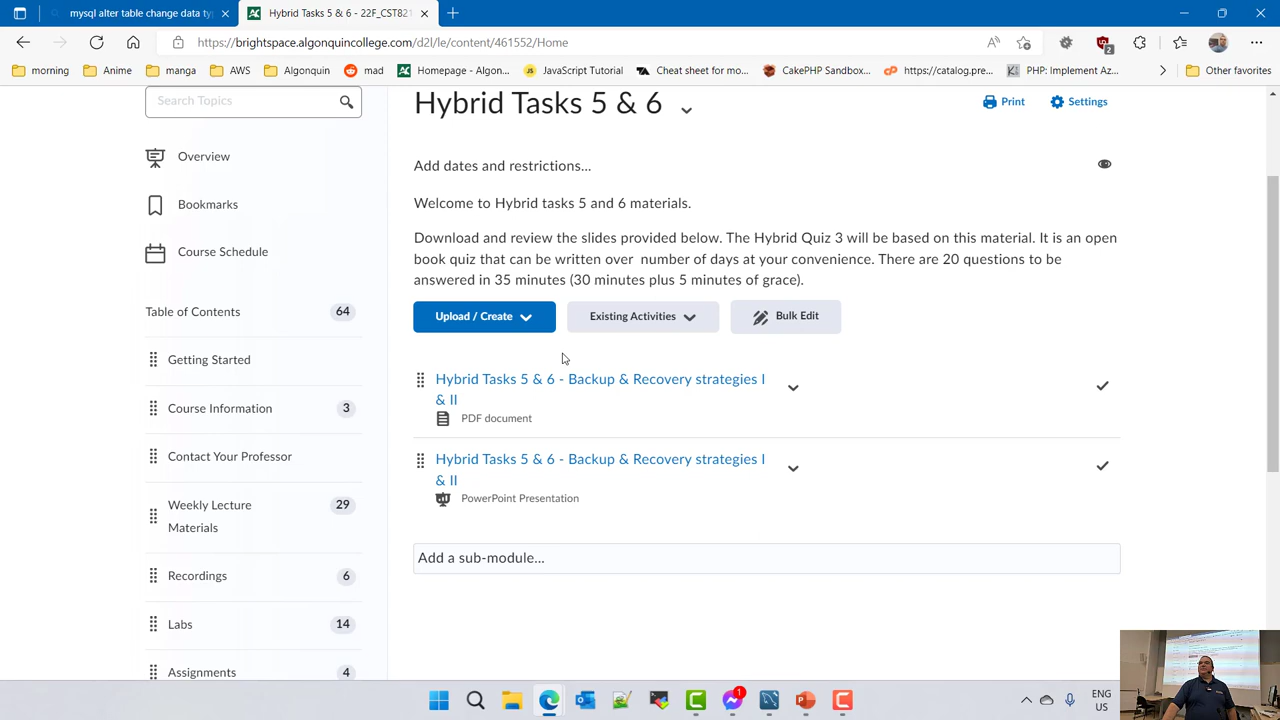 mysql alter table change data ty
Hybrid Tasks 5 & 6 - 22F_CST821
https://brightspace.algonquincollege.com/d2l/le/content/461552/Home
2
morning
Anime
manga
AWS
Algonquin
mad
Homepage - Algon...
JavaScript Tutorial
Cheat sheet for mo...
CakePHP Sandbox...
https://catalog.pre...
PHP: Implement Az...
Other favorites
Search Topics
Overview
Bookmarks
Course Schedule
Table of Contents 64
Getting Started
Course Information 3
Contact Your Professor
Weekly Lecture 29
Materials
Recordings 6
Labs 14
Assignments 4
Hybrid Tasks 5 & 6
Print
Settings
Add dates and restrictions...
Welcome to Hybrid tasks 5 and 6 materials.
Download and review the slides provided below. The Hybrid Quiz 3 will be based on this material. It is an open
book quiz that can be written over number of days at your convenience. There are 20 questions to be
answered in 35 minutes (30 minutes plus 5 minutes of grace).
Upload / Create
Existing Activities
Bulk Edit
Hybrid Tasks 5 & 6 - Backup & Recovery strategies I
& II
PDF document
Hybrid Tasks 5 & 6 - Backup & Recovery strategies I
& II
PowerPoint Presentation
Add a sub-module...
1
ENG
US